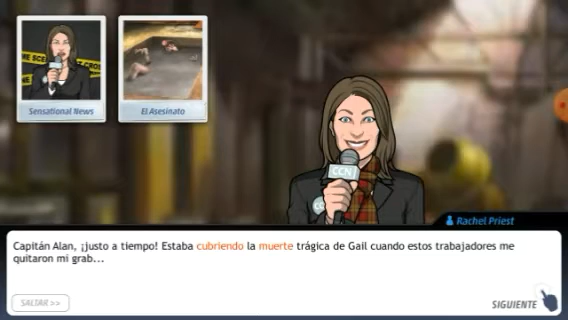 Sensational News
El Asesinato
CCN
Rachel Priest
Capitán Alan, ¡justo a tiempo! Estaba cubriendo la muerte trágica de Gail cuando estos trabajadores me
quitaron mi grab...
SALTAR >>
SIGUIENTE